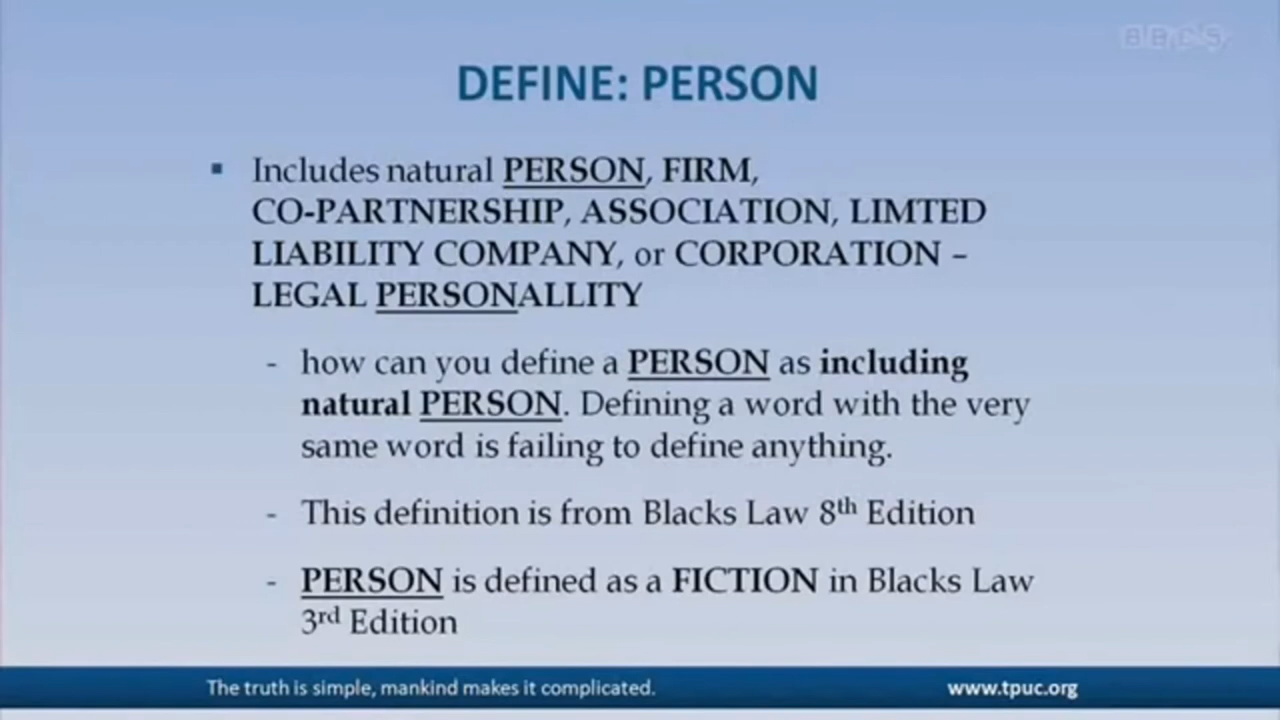 BBC5
DEFINE: PERSON
▪ Includes natural PERSON, FIRM,
CO-PARTNERSHIP, ASSOCIATION, LIMTED
LIABILITY COMPANY, or CORPORATION –
LEGAL PERSONALLITY
- how can you define a PERSON as including
natural PERSON. Defining a word with the very
same word is failing to define anything.
- This definition is from Blacks Law 8th Edition
- PERSON is defined as a FICTION in Blacks Law
3rd Edition
The truth is simple, mankind makes it complicated.
www.tpuc.org